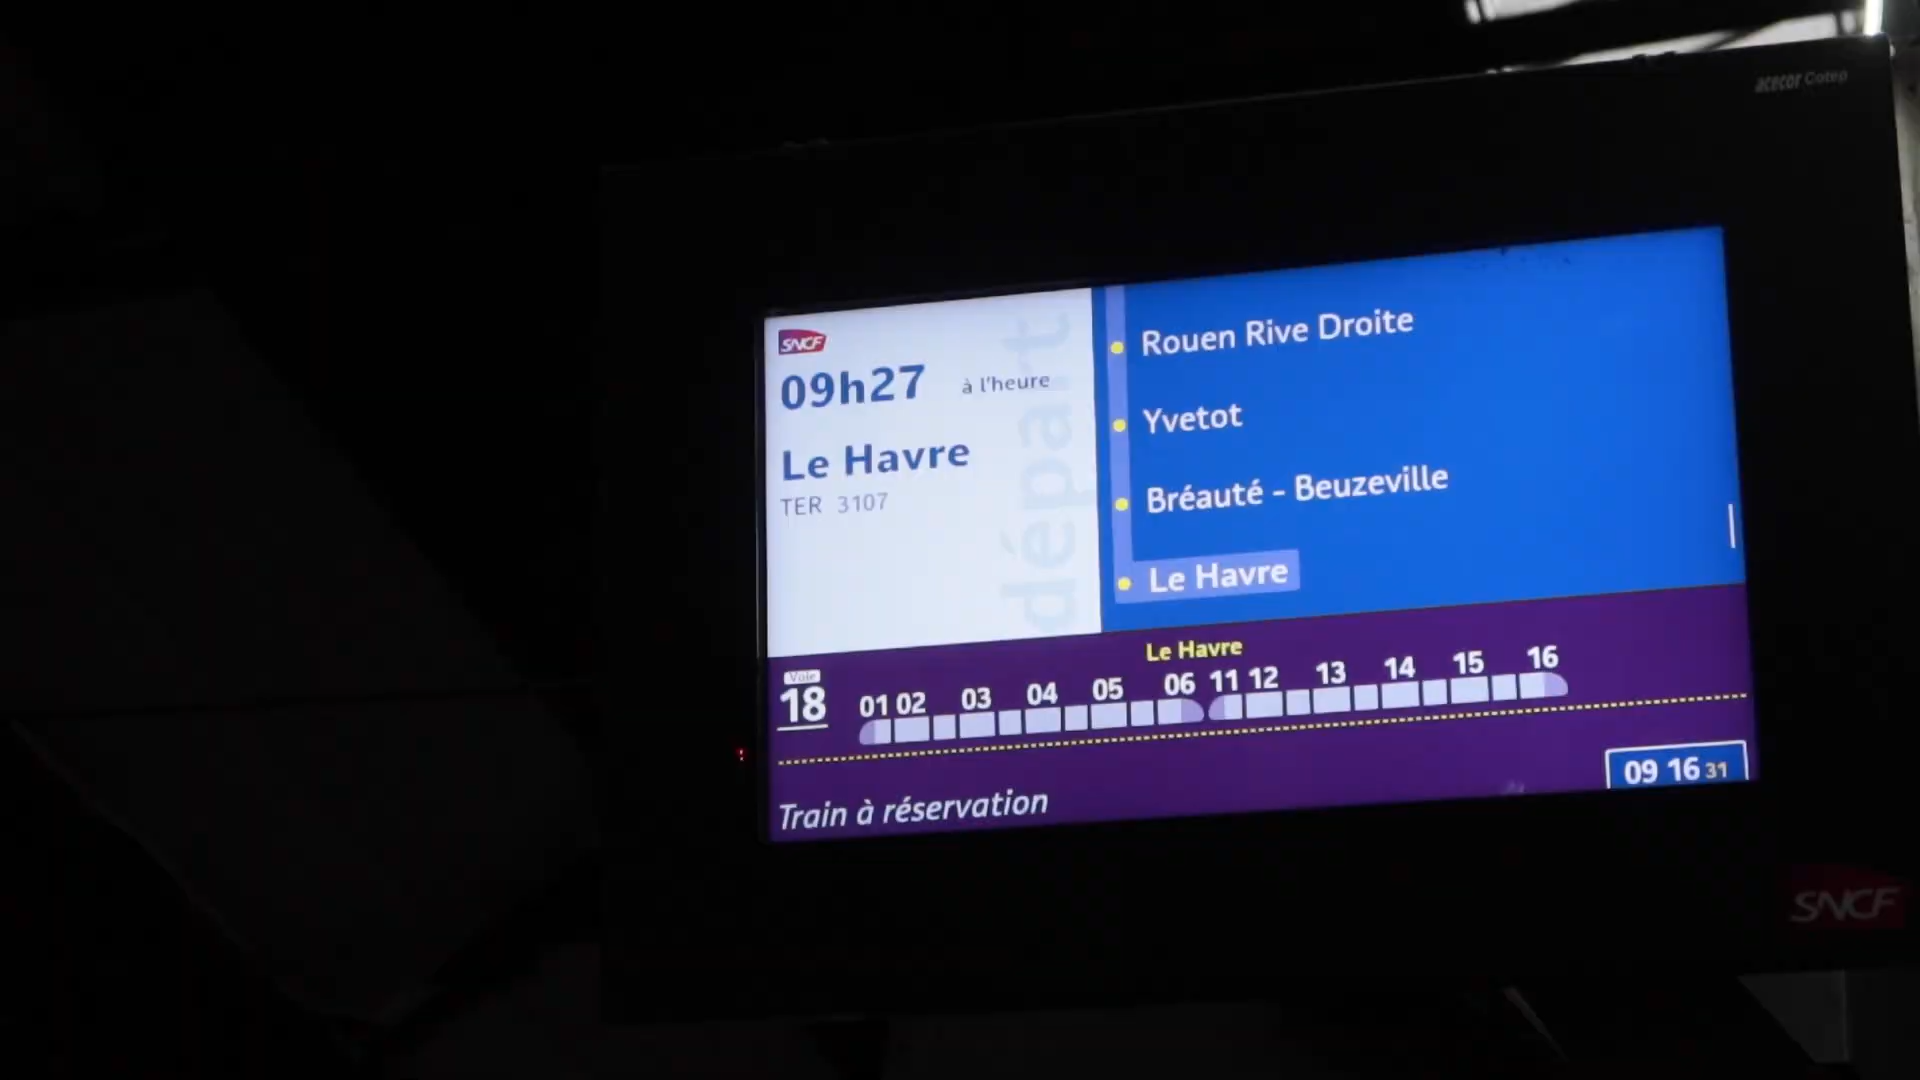 acecor Cotep
SNCF
09h27 à l'heure
Le Havre
TER 3107
départ
Rouen Rive Droite
Yvetot
Bréauté - Beuzeville
Le Havre
Le Havre
Voie
18
01 02 03 04 05 06 11 12 13 14 15 16
Train à réservation
09 16 31
SNCF